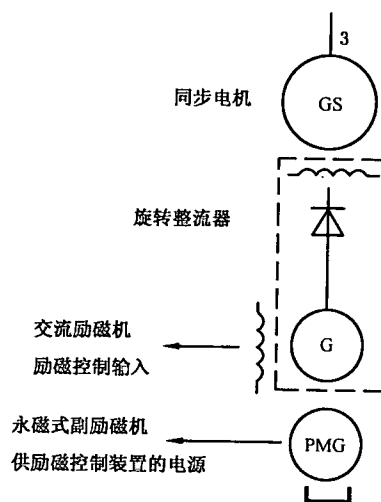 3
同步电机
GS
旋转整流器
交流励磁机
励磁控制输入
G
永磁式副励磁机
供励磁控制装置的电源
PMG